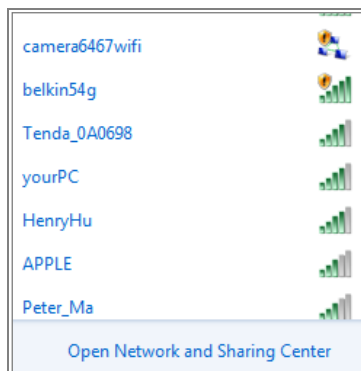 camera6467wifi
belkin54g
Tenda_0A0698
yourPC
HenryHu
APPLE
Peter_Ma
Open Network and Sharing Center